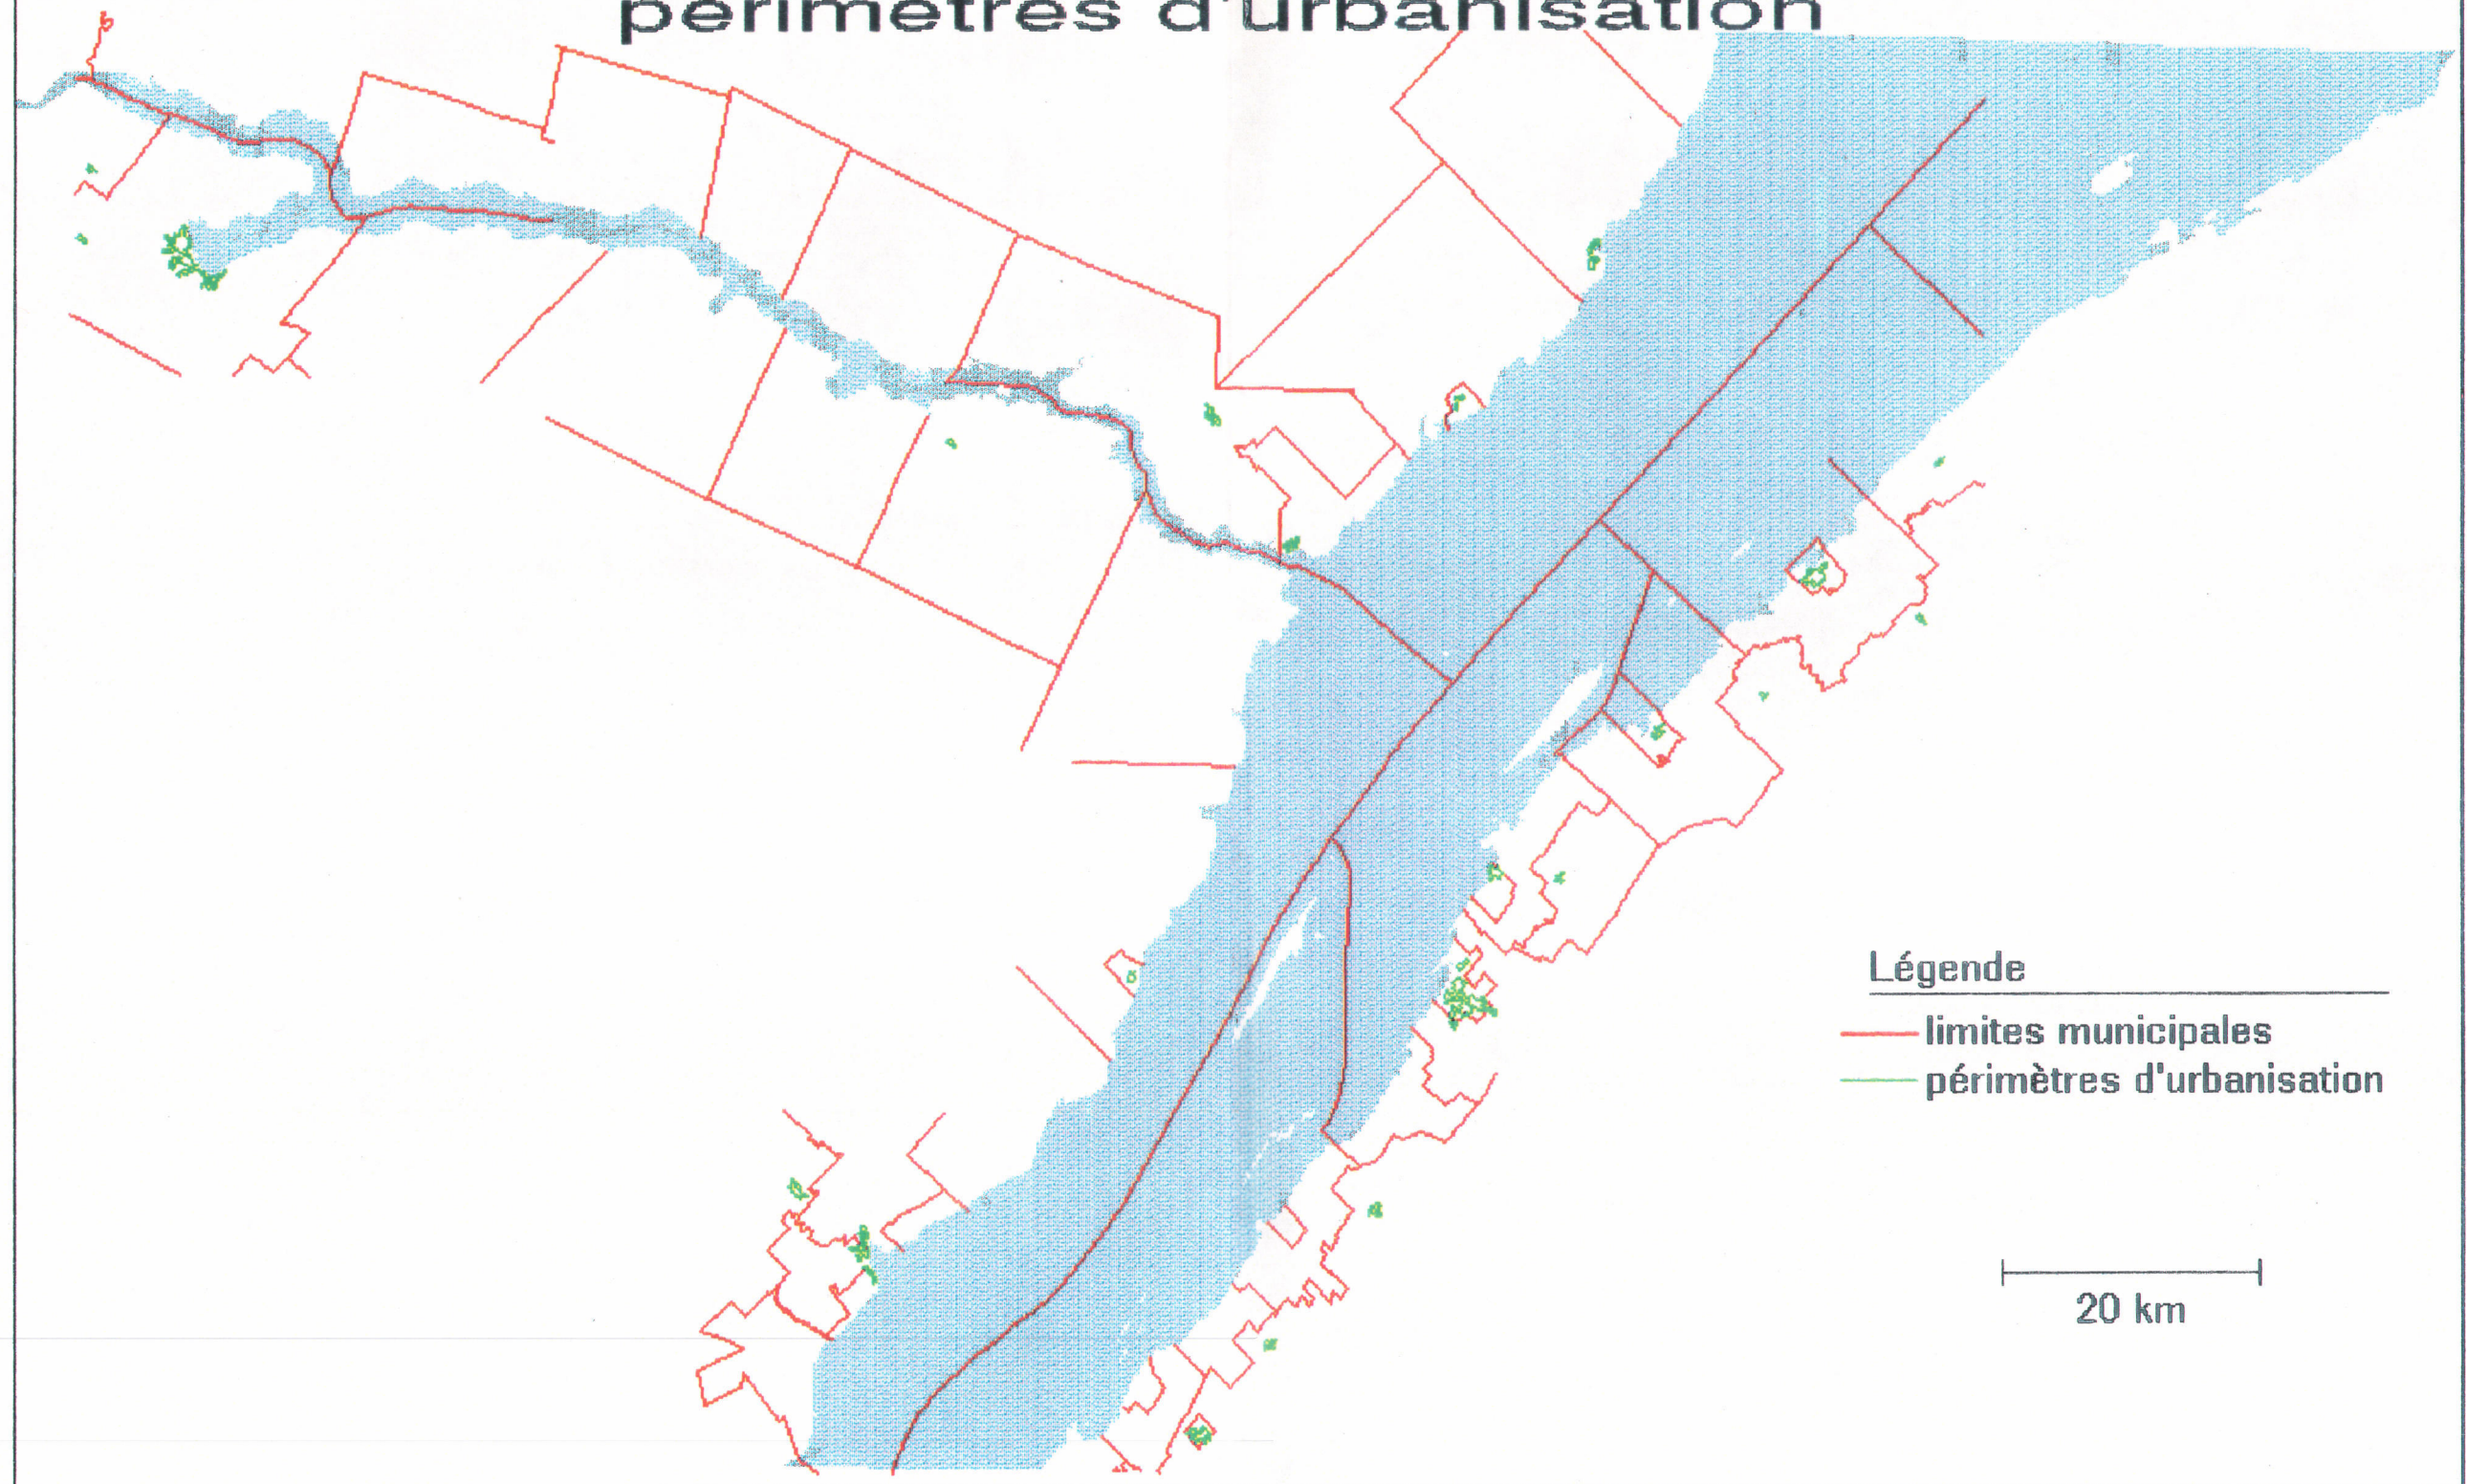 périmètres d'urbanisation
Légende
limites municipales
périmètres d'urbanisation
20 km